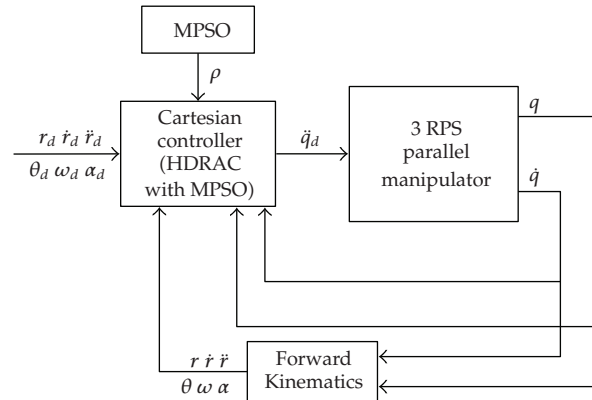 MPSO
ρ
Cartesian
controller
(HDRAC
with MPSO)
r_d ṙ_d r̈_d
θ_d ω_d α_d
q̈_d
3 RPS
parallel
manipulator
q
q̇
r ṙ r̈
θ ω α
Forward
Kinematics